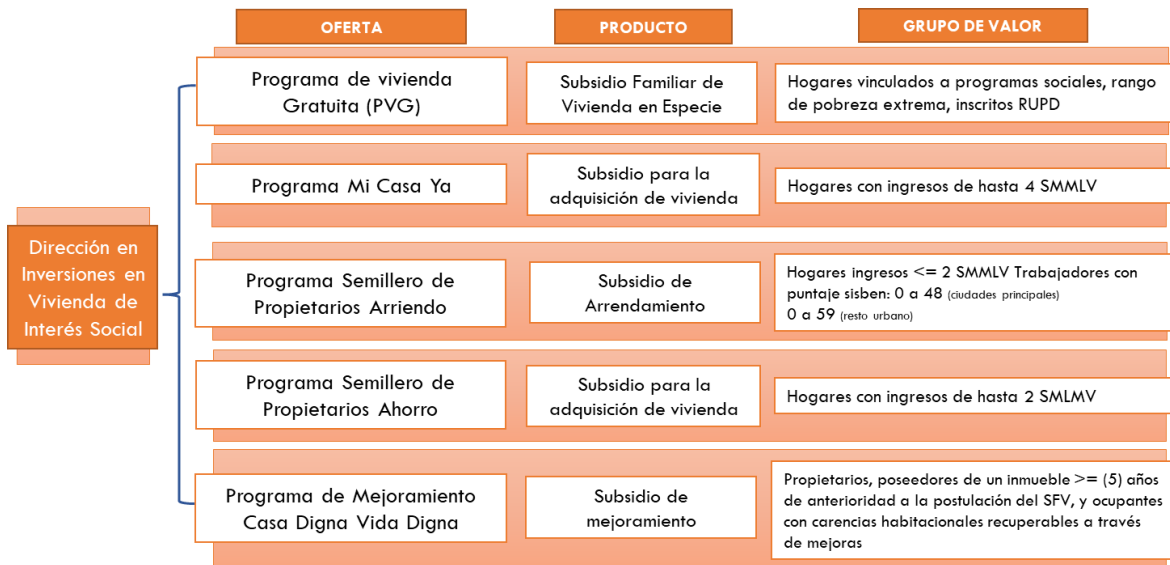 OFERTA
PRODUCTO
GRUPO DE VALOR
Dirección en
Inversiones en
Vivienda de
Interés Social
Programa de vivienda
Gratuita (PVG)
Subsidio Familiar de
Vivienda en Especie
Hogares vinculados a programas sociales, rango
de pobreza extrema, inscritos RUPD
Programa Mi Casa Ya
Subsidio para la
adquisición de vivienda
Hogares con ingresos de hasta 4 SMMLV
Programa Semillero de
Propietarios Arriendo
Subsidio de
Arrendamiento
Hogares ingresos <= 2 SMMLV Trabajadores con
puntaje sisben: 0 a 48 (ciudades principales)
0 a 59 (resto urbano)
Programa Semillero de
Propietarios Ahorro
Subsidio para la
adquisición de vivienda
Hogares con ingresos de hasta 2 SMLMV
Programa de Mejoramiento
Casa Digna Vida Digna
Subsidio de
mejoramiento
Propietarios, poseedores de un inmueble >= (5) años
de anterioridad a la postulación del SFV, y ocupantes
con carencias habitacionales recuperables a través
de mejoras